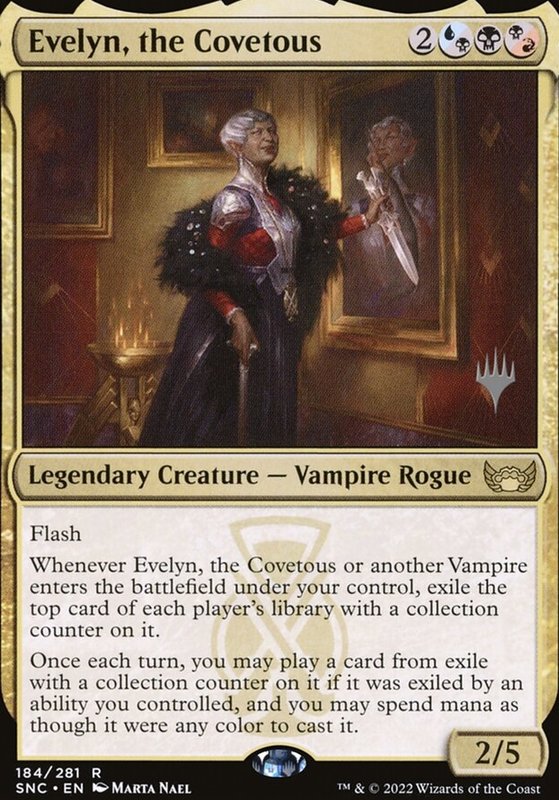 Evelyn, the Covetous 2
Legendary Creature — Vampire Rogue
Flash
Whenever Evelyn, the Covetous or another Vampire
enters the battlefield under your control, exile the
top card of each player's library with a collection
counter on it.
Once each turn, you may play a card from exile
with a collection counter on it if it was exiled by an
ability you controlled, and you may spend mana as
though it were any color to cast it.
2/5
184/281 R
SNC • EN Marta Nael
™ & © 2022 Wizards of the Coast